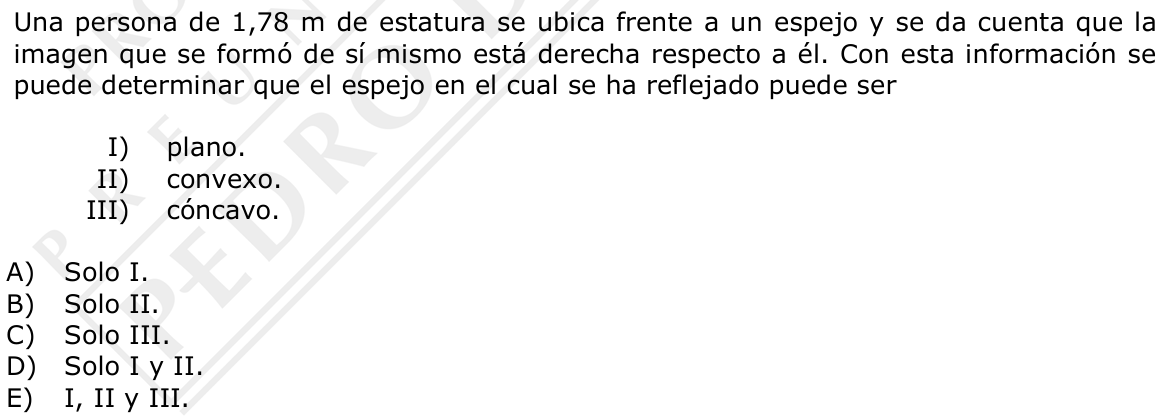 Una persona de 1,78 m de estatura se ubica frente a un espejo y se da cuenta que la
imagen que se formó de sí mismo está derecha respecto a él. Con esta información se
puede determinar que el espejo en el cual se ha reflejado puede ser
I) plano.
II) convexo.
III) cóncavo.
A) Solo I.
B) Solo II.
C) Solo III.
D) Solo I y II.
E) I, II y III.